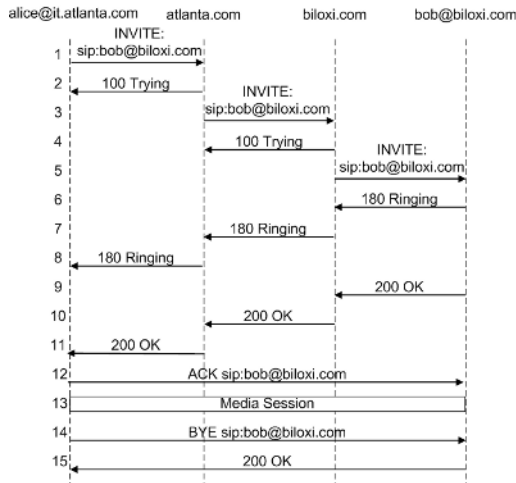 alice@it.atlanta.com atlanta.com biloxi.com bob@biloxi.com
INVITE:
1 sip:bob@biloxi.com
2 100 Trying
INVITE:
3 sip:bob@biloxi.com
4 100 Trying
INVITE:
5 sip:bob@biloxi.com
6 180 Ringing
7 180 Ringing
8 180 Ringing
9 200 OK
10 200 OK
11 200 OK
12 ACK sip:bob@biloxi.com
13 Media Session
14 BYE sip:bob@biloxi.com
15 200 OK